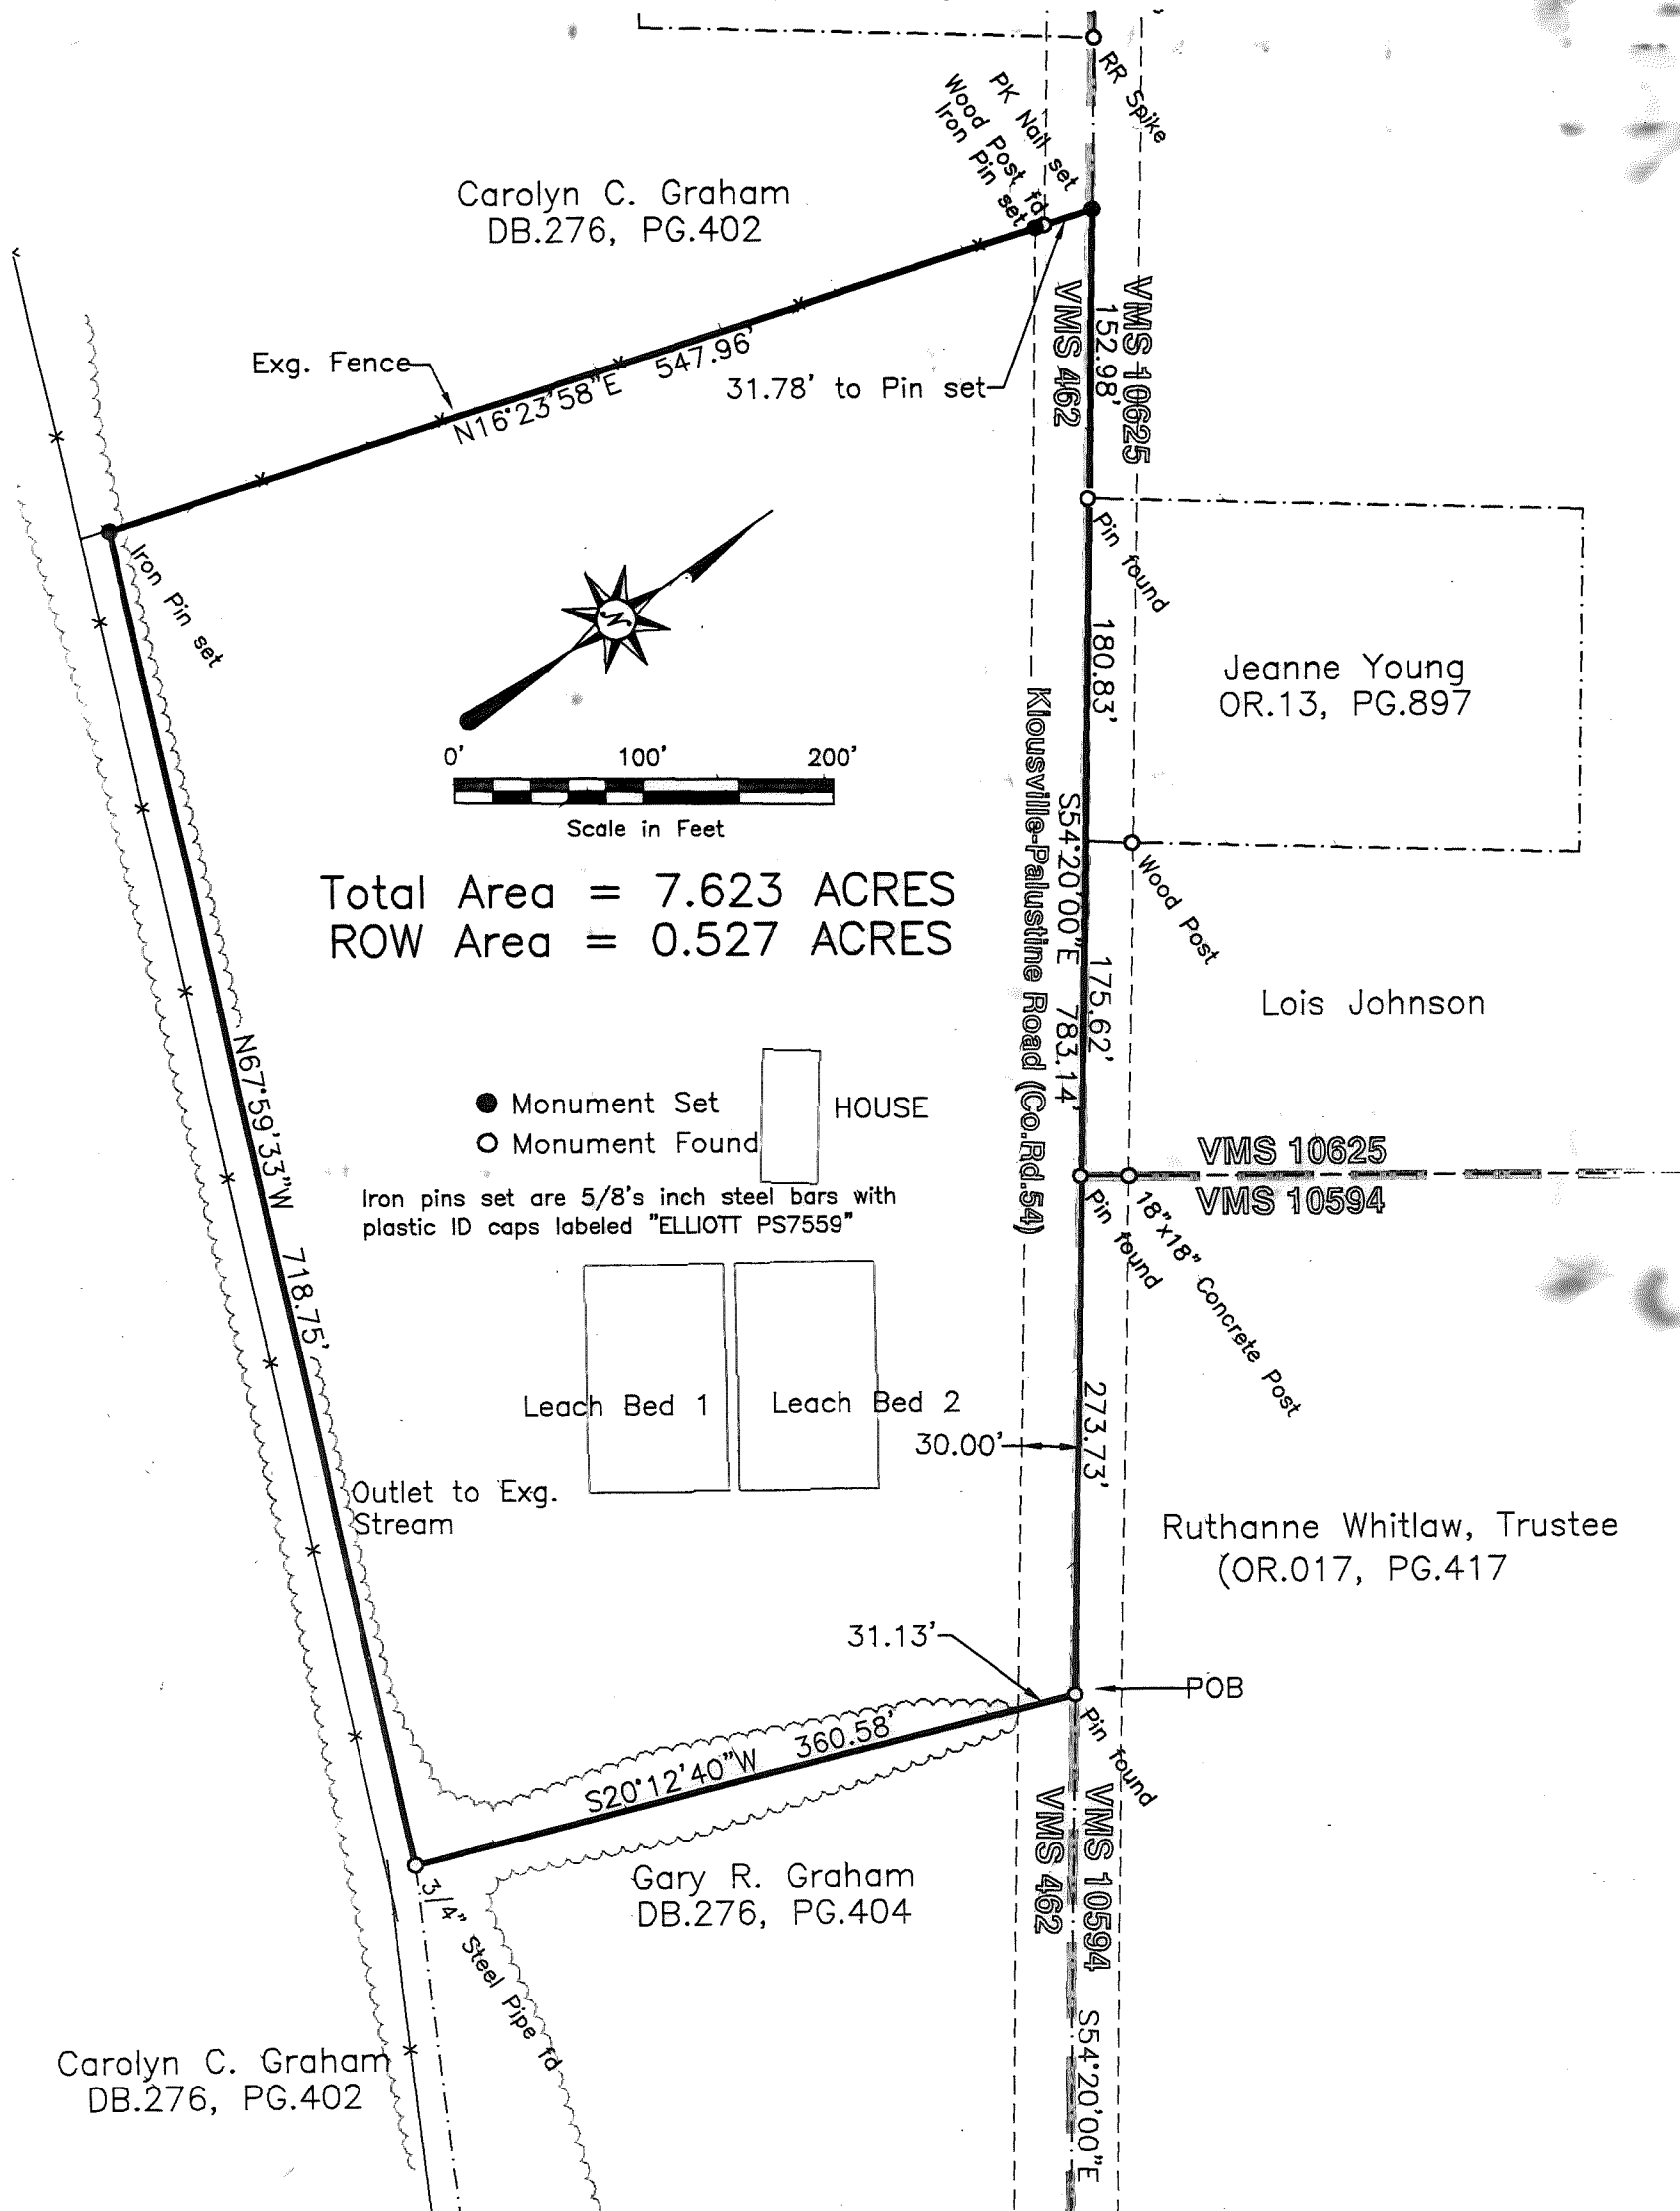 RR Spike
PK Nail set
Wood Post fd
Iron Pin set
Carolyn C. Graham
DB.276, PG.402
VMS 10625
152.98'
VMS 462
Exg. Fence
N16°23'58"E 547.96'
31.78' to Pin set
Pin found
Iron Pin set
N
180.83'
Jeanne Young
OR.13, PG.897
0' 100' 200'
Scale in Feet
Klousville-Palustine Road (Co.Rd.54)
S54°20'00"E 783.14'
Wood Post
Total Area = 7.623 ACRES
ROW Area = 0.527 ACRES
175.62'
Lois Johnson
N67°59'33"W 718.75'
Monument Set
Monument Found
HOUSE
VMS 10625
VMS 10594
Iron pins set are 5/8's inch steel bars with
plastic ID caps labeled "ELLIOTT PS7559"
Pin found
18"x18" Concrete Post
Leach Bed 1
Leach Bed 2
273.73'
30.00'
Outlet to Exg.
Stream
Ruthanne Whitlaw, Trustee
(OR.017, PG.417
31.13'
POB
Pin found
S20°12'40"W 360.58'
VMS 10594
VMS 462
Gary R. Graham
DB.276, PG.404
3/4" Steel Pipe fd
S54°20'00"E
Carolyn C. Graham
DB.276, PG.402